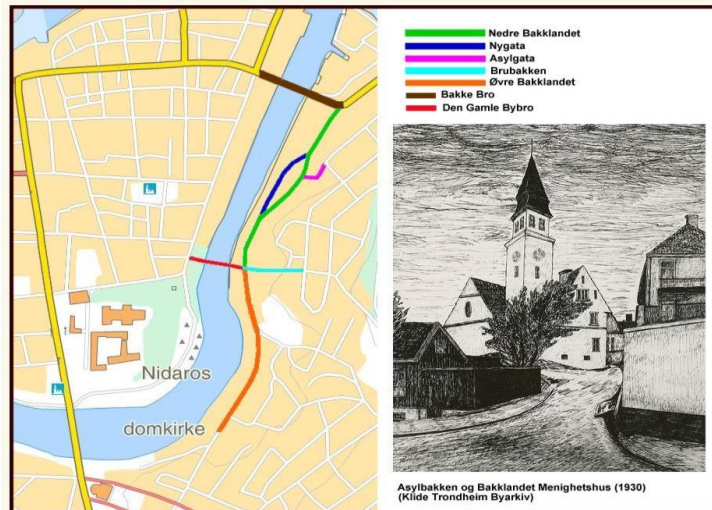 Nedre Bakklandet
Nygata
Asylgata
Brubakken
Øvre Bakklandet
Bakke Bro
Den Gamle Bybro
Nidaros
domkirke
Asylbakken og Bakklandet Menighetshus (1930)
(Klide Trondheim Byarkiv)